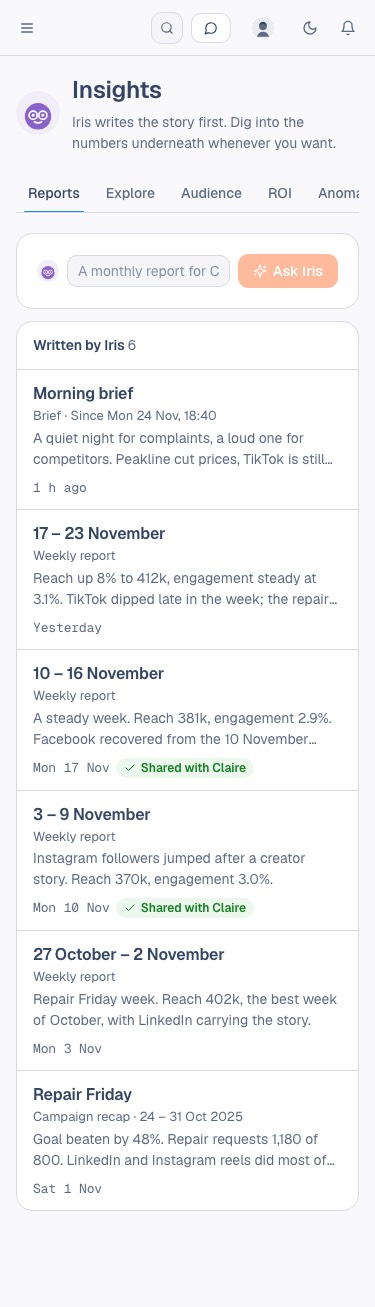 Insights
Iris writes the story first. Dig into the
numbers underneath whenever you want.
Reports Explore Audience ROI Anoma
A monthly report for C
Ask Iris
Written by Iris 6
Morning brief
Brief · Since Mon 24 Nov, 18:40
A quiet night for complaints, a loud one for
competitors. Peakline cut prices, TikTok is still…
1 h ago
17 – 23 November
Weekly report
Reach up 8% to 412k, engagement steady at
3.1%. TikTok dipped late in the week; the repair…
Yesterday
10 – 16 November
Weekly report
A steady week. Reach 381k, engagement 2.9%.
Facebook recovered from the 10 November…
Mon 17 Nov Shared with Claire
3 – 9 November
Weekly report
Instagram followers jumped after a creator
story. Reach 370k, engagement 3.0%.
Mon 10 Nov Shared with Claire
27 October – 2 November
Weekly report
Repair Friday week. Reach 402k, the best week
of October, with LinkedIn carrying the story.
Mon 3 Nov
Repair Friday
Campaign recap · 24 – 31 Oct 2025
Goal beaten by 48%. Repair requests 1,180 of
800. LinkedIn and Instagram reels did most of…
Sat 1 Nov